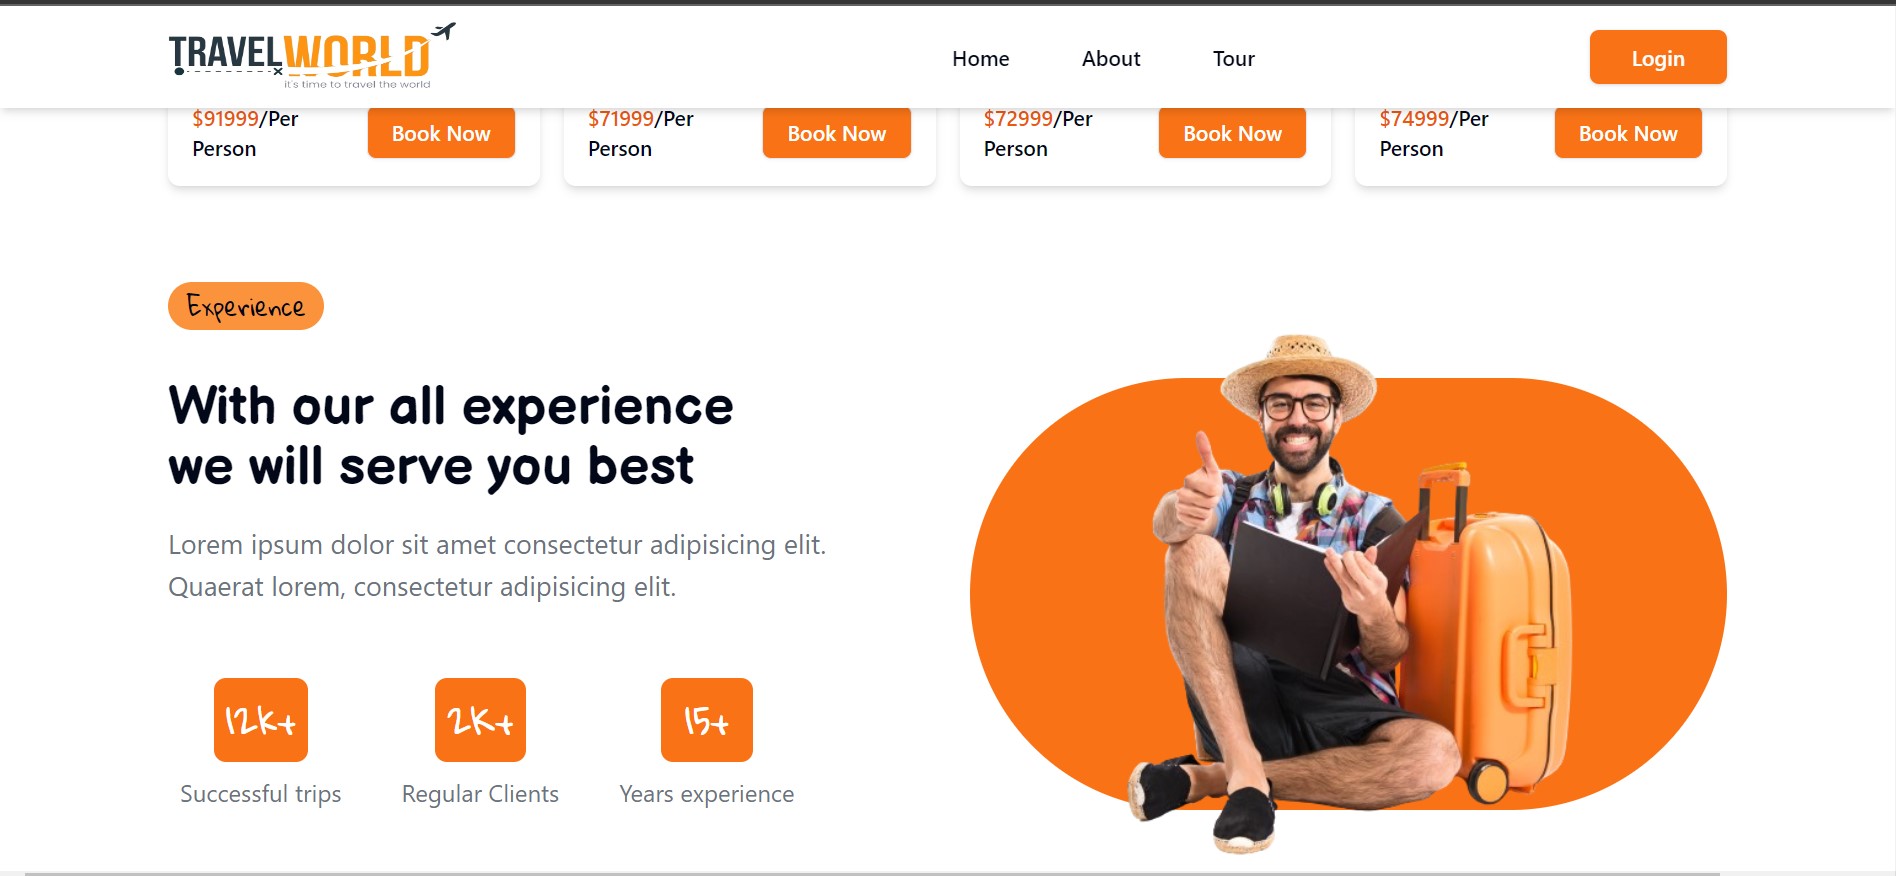 TRAVELWORLD
it's time to travel the world
Home About Tour
Login
$91999/Per
Person
Book Now
$71999/Per
Person
Book Now
$72999/Per
Person
Book Now
$74999/Per
Person
Book Now
Experience
With our all experience
we will serve you best
Lorem ipsum dolor sit amet consectetur adipisicing elit.
Quaerat lorem, consectetur adipisicing elit.
12k+
Successful trips
2k+
Regular Clients
15+
Years experience